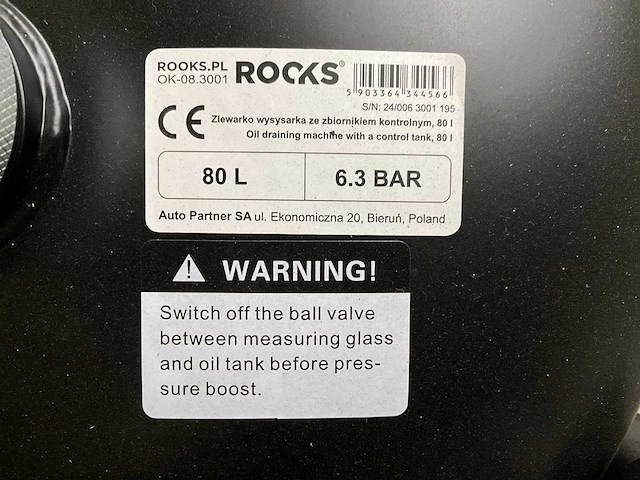 ROOKS.PL
OK-08.3001
ROOKS®
5 903364 344566
S/N: 24/006 3001 195
CE
Zlewarko wysysarka ze zbiornikiem kontrolnym, 80 l
Oil draining machine with a control tank, 80 l
80 L
6.3 BAR
Auto Partner SA ul. Ekonomiczna 20, Bieruń, Poland
WARNING!
Switch off the ball valve
between measuring glass
and oil tank before pres-
sure boost.